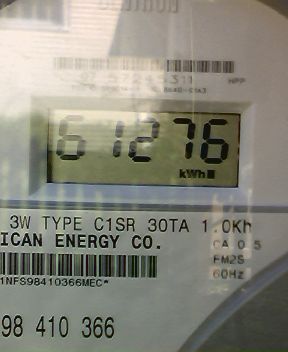 CENTRON
61276
kWh
3W TYPE C1SR 30TA 1.0Kh
ICAN ENERGY CO. CA 0.5
FM2S
60Hz
1NFS98410366MEC*
98 410 366